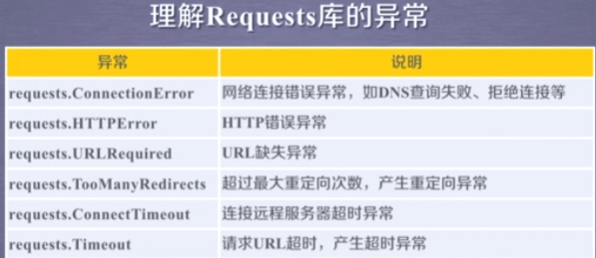 理解Requests库的异常
异常 说明
requests.ConnectionError 网络连接错误异常，如DNS查询失败、拒绝连接等
requests.HTTPError HTTP错误异常
requests.URLRequired URL缺失异常
requests.TooManyRedirects 超过最大重定向次数，产生重定向异常
requests.ConnectTimeout 连接远程服务器超时异常
requests.Timeout 请求URL超时，产生超时异常